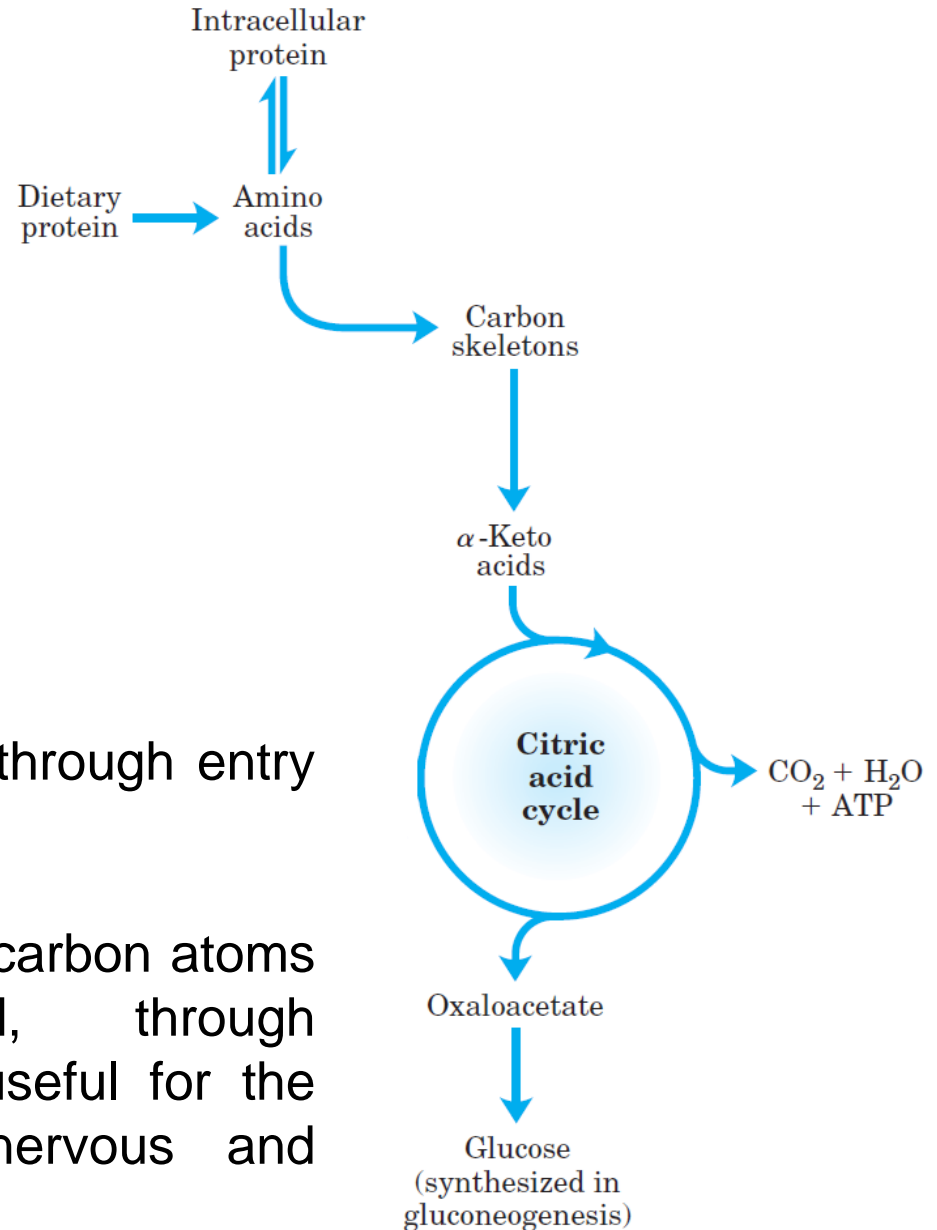 Intracellular
protein
Dietary
protein
Amino
acids
Carbon
skeletons
α-Keto
acids
Citric
acid
cycle
CO₂ + H₂O
+ ATP
Oxaloacetate
Glucose
(synthesized in
gluconeogenesis)
through entry
carbon atoms
through
useful for the
nervous and